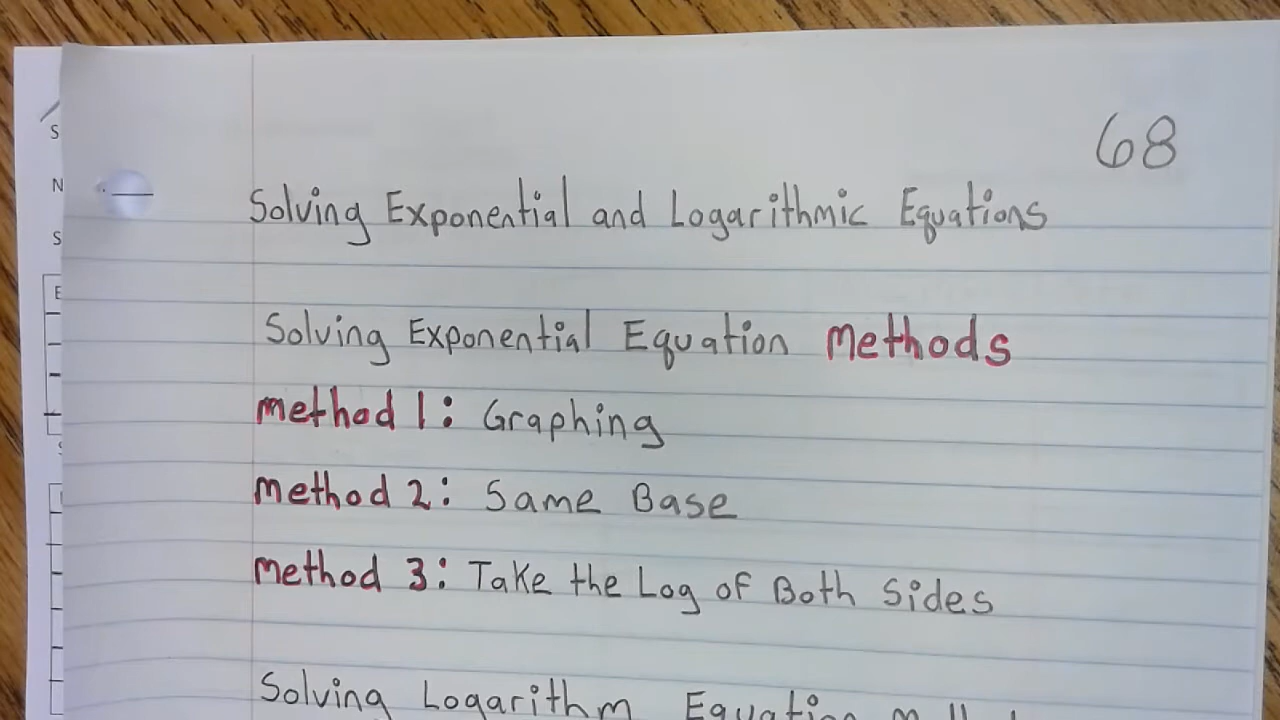 68
Solving Exponential and Logarithmic Equations
Solving Exponential Equation Methods
method 1: Graphing
method 2: Same Base
method 3: Take the Log of Both Sides
Solving Logarithm Equation
S
N
S
E